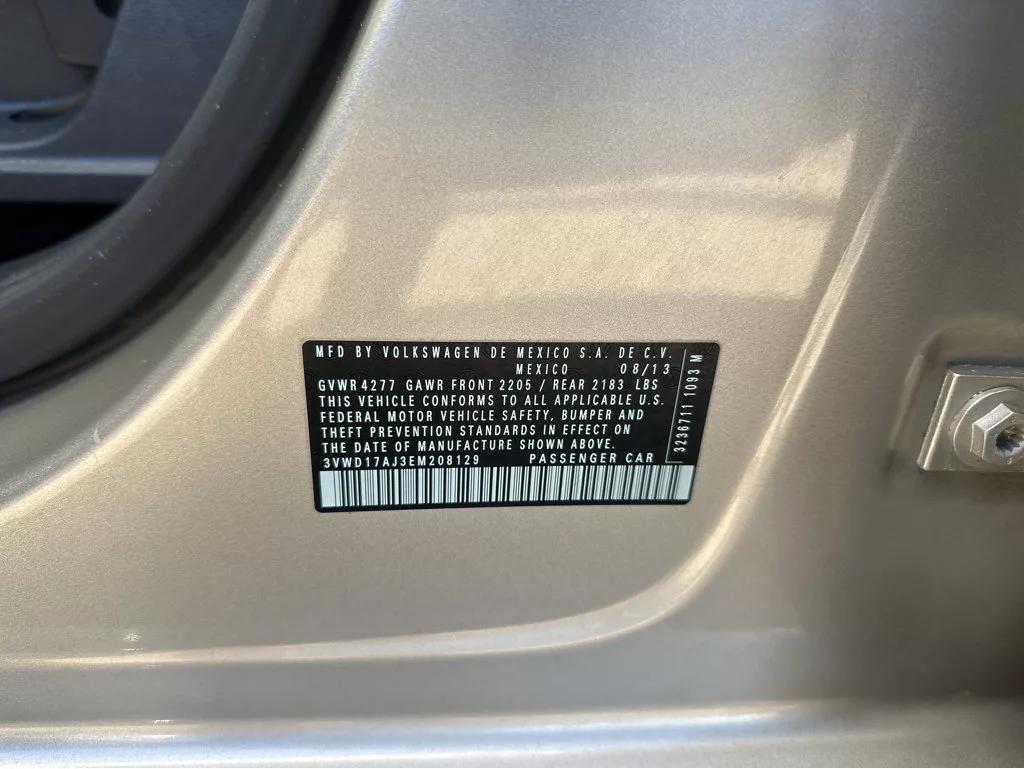 MFD BY VOLKSWAGEN DE MEXICO S.A. DE C.V.
MEXICO 08/13
GVWR 4277 GAWR FRONT 2205 / REAR 2183 LBS
THIS VEHICLE CONFORMS TO ALL APPLICABLE U.S.
FEDERAL MOTOR VEHICLE SAFETY, BUMPER AND
THEFT PREVENTION STANDARDS IN EFFECT ON
THE DATE OF MANUFACTURE SHOWN ABOVE.
3VWD17AJ3EM208129 PASSENGER CAR
3236711 1093 M